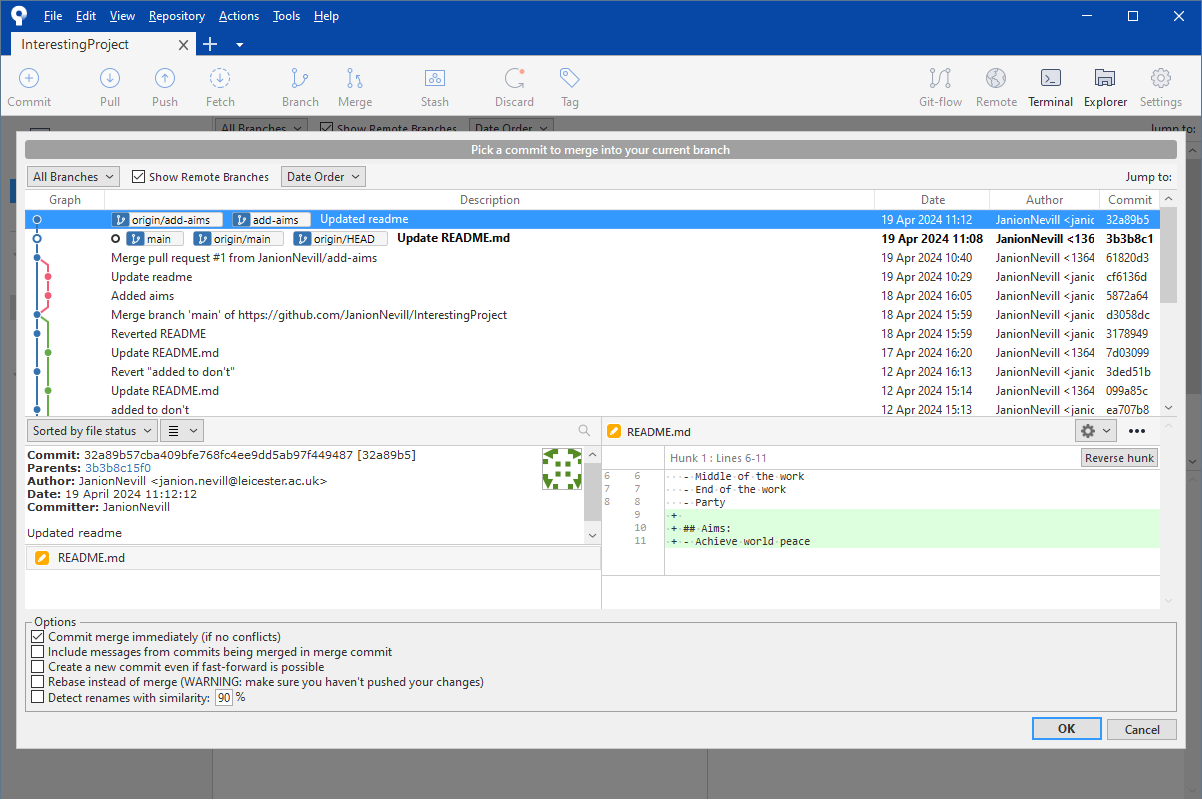 File Edit View Repository Actions Tools Help
InterestingProject
Commit Pull Push Fetch Branch Merge Stash Discard Tag Git-flow Remote Terminal Explorer Settings
All Branches Show Remote Branches Date Order Jump to:
Pick a commit to merge into your current branch
All Branches Show Remote Branches Date Order Jump to:
Graph Description Date Author Commit
origin/add-aims add-aims Updated readme 19 Apr 2024 11:12 JanionNevill <janic 32a89b5
main origin/main origin/HEAD Update README.md 19 Apr 2024 11:08 JanionNevill <136 3b3b8c1
Merge pull request #1 from JanionNevill/add-aims 19 Apr 2024 10:40 JanionNevill <1364 61820d3
Update readme 19 Apr 2024 10:29 JanionNevill <janic cf6136d
Added aims 18 Apr 2024 16:05 JanionNevill <janic 5872a64
Merge branch 'main' of https://github.com/JanionNevill/InterestingProject 18 Apr 2024 15:59 JanionNevill <janic d3058dc
Reverted README 18 Apr 2024 15:59 JanionNevill <janic 3178949
Update README.md 17 Apr 2024 16:20 JanionNevill <1364 7d03099
Revert "added to don't" 12 Apr 2024 16:13 JanionNevill <janic 3ded51b
Update README.md 12 Apr 2024 15:14 JanionNevill <1364 099a85c
added to don't 12 Apr 2024 15:13 JanionNevill <janic ea707b8
Sorted by file status
Commit: 32a89b57cba409bfe768fc4ee9dd5ab97f449487 [32a89b5]
Parents: 3b3b8c15f0
Author: JanionNevill <janion.nevill@leicester.ac.uk>
Date: 19 April 2024 11:12:12
Committer: JanionNevill
Updated readme
README.md
README.md
Hunk 1 : Lines 6-11 Reverse hunk
6 6 - Middle of the work
7 7 - End of the work
8 8 - Party
9 +
10 + ## Aims:
11 + - Achieve world peace
Options
Commit merge immediately (if no conflicts)
Include messages from commits being merged in merge commit
Create a new commit even if fast-forward is possible
Rebase instead of merge (WARNING: make sure you haven't pushed your changes)
Detect renames with similarity: 90 %
OK Cancel